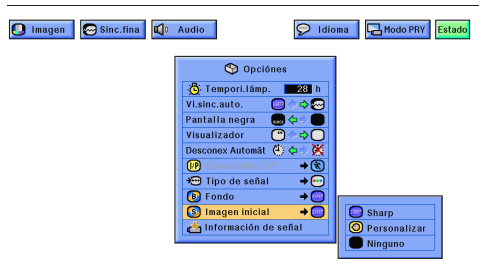 Imagen Sinc.fina Audio Idioma Modo PRY Estado
Opciónes
Tempori.lámp. 28 h
Vi.sinc.auto.
Pantalla negra
Visualizador
Desconex Automát
I/P
Tipo de señal
B Fondo
S Imagen inicial
Información de señal
Sharp
Personalizar
Ninguno